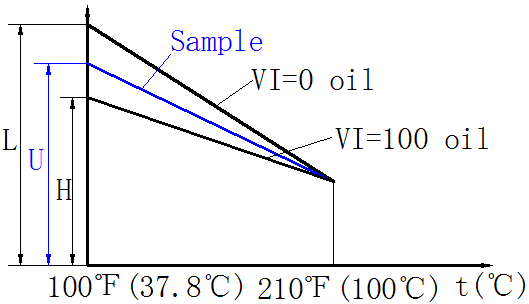 Sample
VI=0 oil
L
U
H
VI=100 oil
100℉(37.8℃) 210℉(100℃) t(℃)